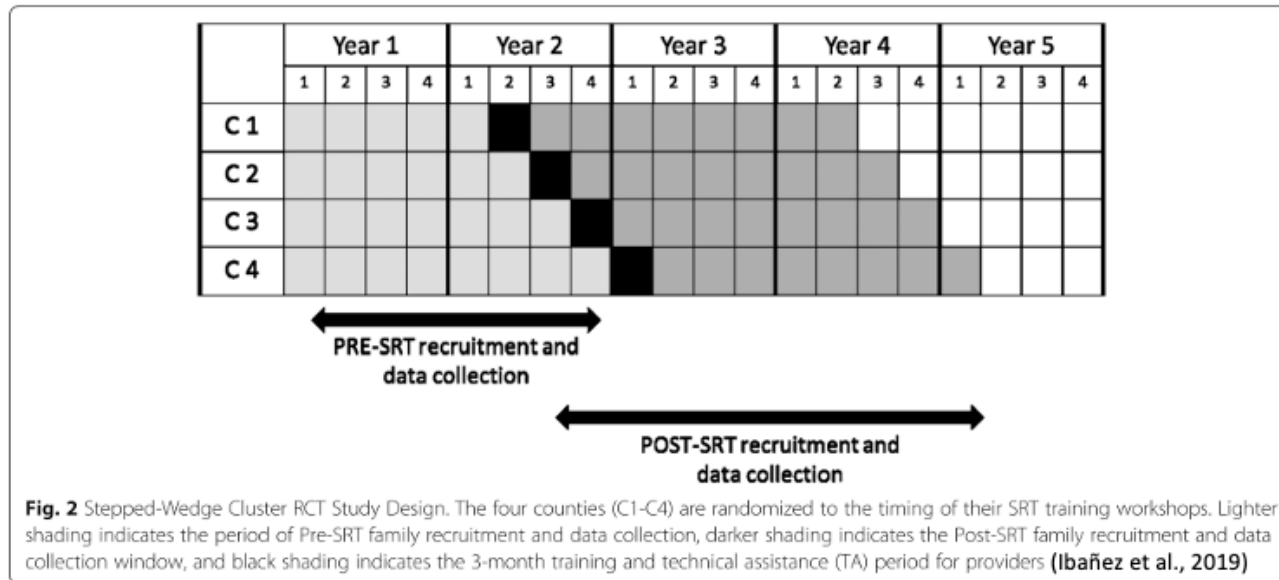 Year 1 Year 2 Year 3 Year 4 Year 5
1 2 3 4 1 2 3 4 1 2 3 4 1 2 3 4 1 2 3 4
C 1
C 2
C 3
C 4
PRE-SRT recruitment and
data collection
POST-SRT recruitment and
data collection
Fig. 2 Stepped-Wedge Cluster RCT Study Design. The four counties (C1-C4) are randomized to the timing of their SRT training workshops. Lighter
shading indicates the period of Pre-SRT family recruitment and data collection, darker shading indicates the Post-SRT family recruitment and data
collection window, and black shading indicates the 3-month training and technical assistance (TA) period for providers (Ibañez et al., 2019)